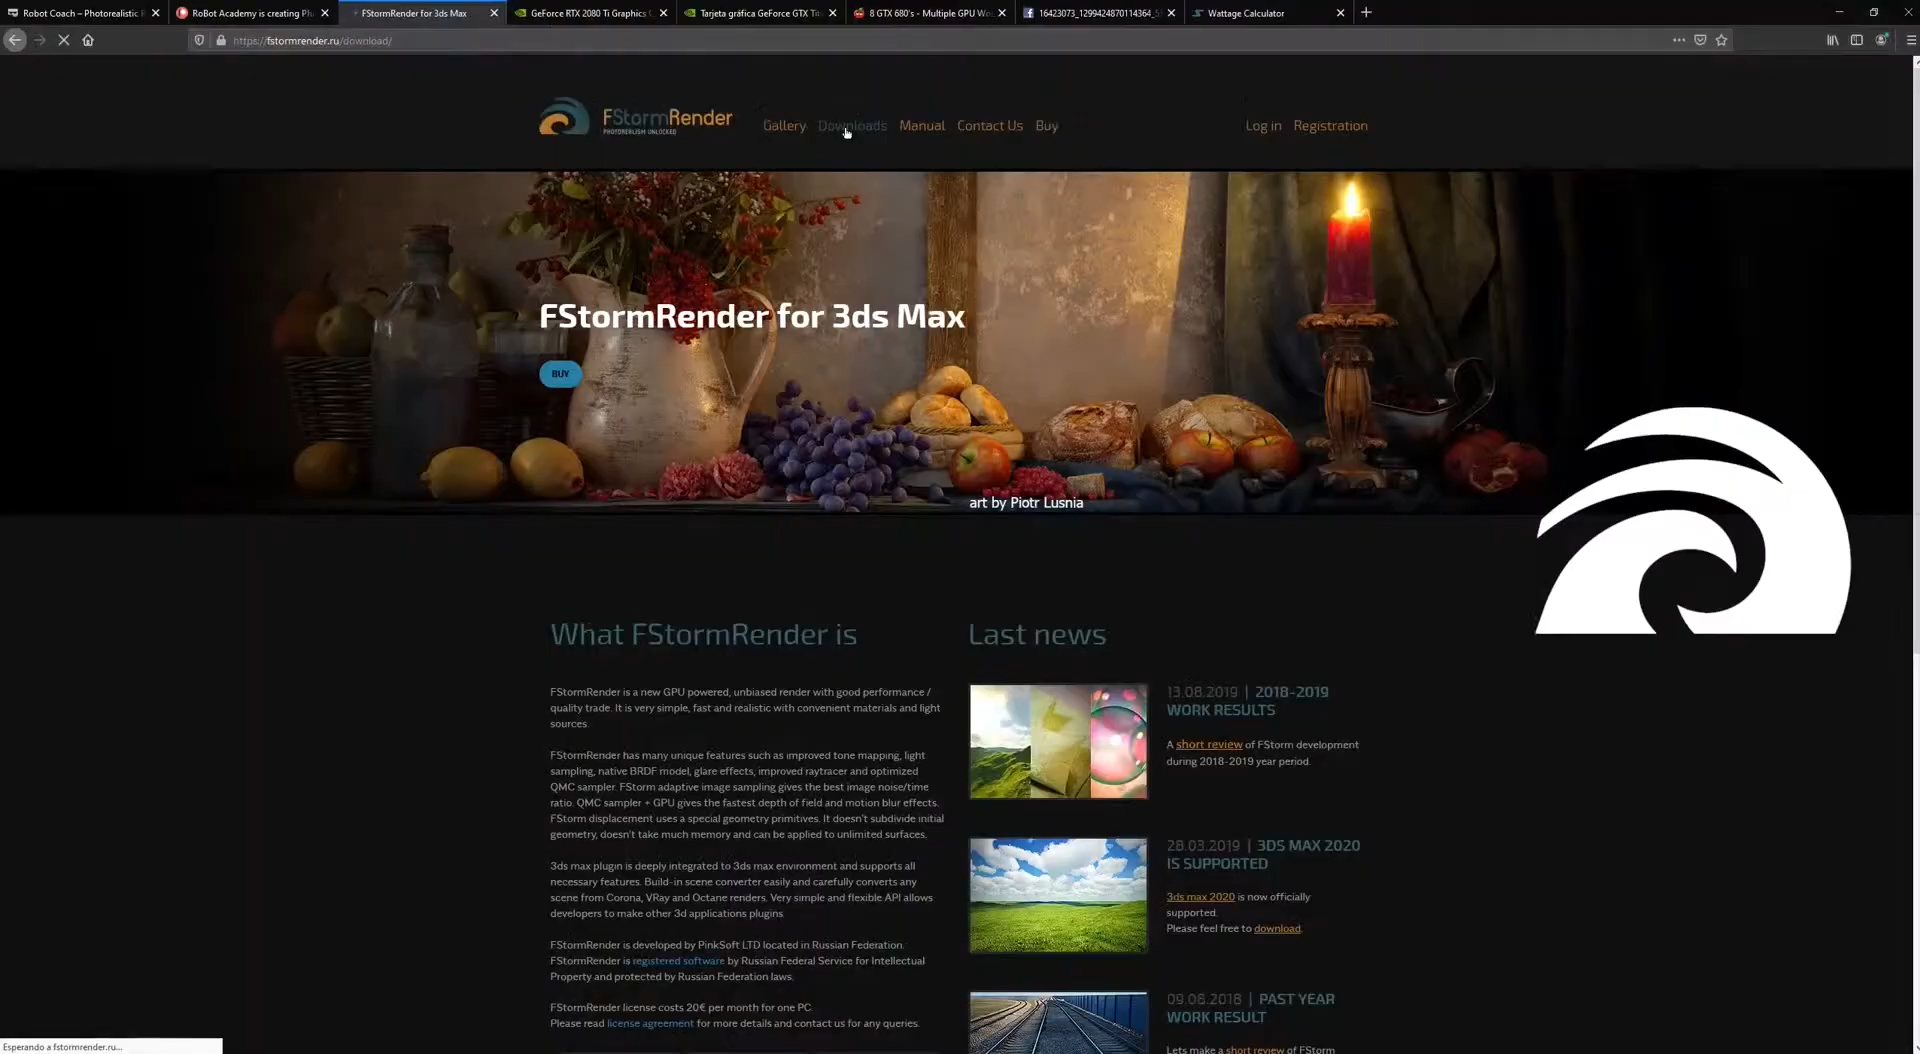 Robot Coach – Photorealistic
RoBot Academy is creating
FStormRender for 3ds Max
GeForce RTX 2080 Ti Graphics
Tarjeta gráfica GeForce GTX
8 GTX 680's - Multiple GPU
16423073_1299424870114364_
Wattage Calculator
https://fstormrender.ru/download/
FStormRender
PHOTOREALISM UNLOCKED
Gallery Downloads Manual Contact Us Buy
Log in Registration
FStormRender for 3ds Max
BUY
art by Piotr Lusnia
What FStormRender is
FStormRender is a new GPU powered, unbiased render with good performance /
quality trade. It is very simple, fast and realistic with convenient materials and light
sources.
FStormRender has many unique features such as improved tone mapping, light
sampling, native BRDF model, glare effects, improved raytracer and optimized
QMC sampler. FStorm adaptive image sampling gives the best image noise/time
ratio. QMC sampler + GPU gives the fastest depth of field and motion blur effects.
FStorm displacement uses a special geometry primitives. It doesn't subdivide initial
geometry, doesn't take much memory and can be applied to unlimited surfaces.
3ds max plugin is deeply integrated to 3ds max environment and supports all
necessary features. Build-in scene converter easily and carefully converts any
scene from Corona, VRay and Octane renders. Very simple and flexible API allows
developers to make other 3d applications plugins
FStormRender is developed by PinkSoft LTD located in Russian Federation.
FStormRender is registered software by Russian Federal Service for Intellectual
Property and protected by Russian Federation laws.
FStormRender license costs 20€ per month for one PC.
Please read license agreement for more details and contact us for any queries.
Last news
13.08.2019 | 2018-2019
WORK RESULTS
A short review of FStorm development
during 2018-2019 year period.
28.03.2019 | 3DS MAX 2020
IS SUPPORTED
3ds max 2020 is now officially
supported.
Please feel free to download.
09.08.2018 | PAST YEAR
WORK RESULT
Lets make a short review of FStorm
Esperando a fstormrender.ru...